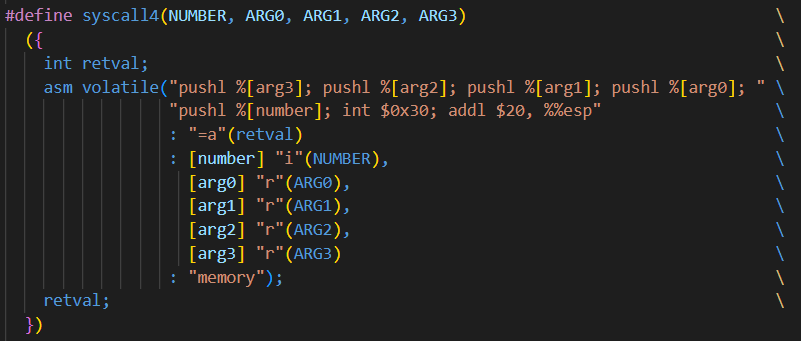 #define syscall4(NUMBER, ARG0, ARG1, ARG2, ARG3) \
({ \
int retval; \
asm volatile("pushl %[arg3]; pushl %[arg2]; pushl %[arg1]; pushl %[arg0]; " \
"pushl %[number]; int $0x30; addl $20, %%esp" \
: "=a"(retval) \
: [number] "i"(NUMBER), \
[arg0] "r"(ARG0), \
[arg1] "r"(ARG1), \
[arg2] "r"(ARG2), \
[arg3] "r"(ARG3) \
: "memory"); \
retval; \
})